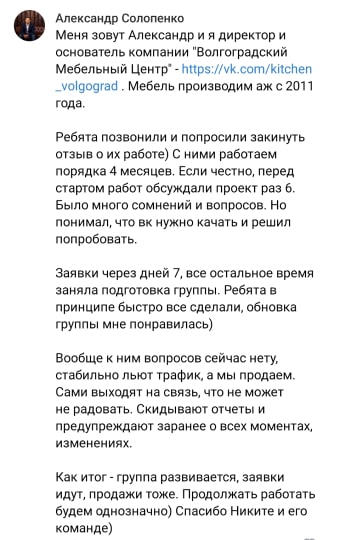 Александр Солопенко
Меня зовут Александр и я директор и
основатель компании "Волгоградский
Мебельный Центр" - https://vk.com/kitchen
_volgograd . Мебель производим аж с 2011
года.
Ребята позвонили и попросили закинуть
отзыв о их работе) С ними работаем
порядка 4 месяцев. Если честно, перед
стартом работ обсуждали проект раз 6.
Было много сомнений и вопросов. Но
понимал, что вк нужно качать и решил
попробовать.
Заявки через дней 7, все остальное время
заняла подготовка группы. Ребята в
принципе быстро все сделали, обновка
группы мне понравилась)
Вообще к ним вопросов сейчас нету,
стабильно льют трафик, а мы продаем.
Сами выходят на связь, что не может
не радовать. Скидывают отчеты и
предупреждают заранее о всех моментах,
изменениях.
Как итог - группа развивается, заявки
идут, продажи тоже. Продолжать работать
будем однозначно) Спасибо Никите и его
команде)